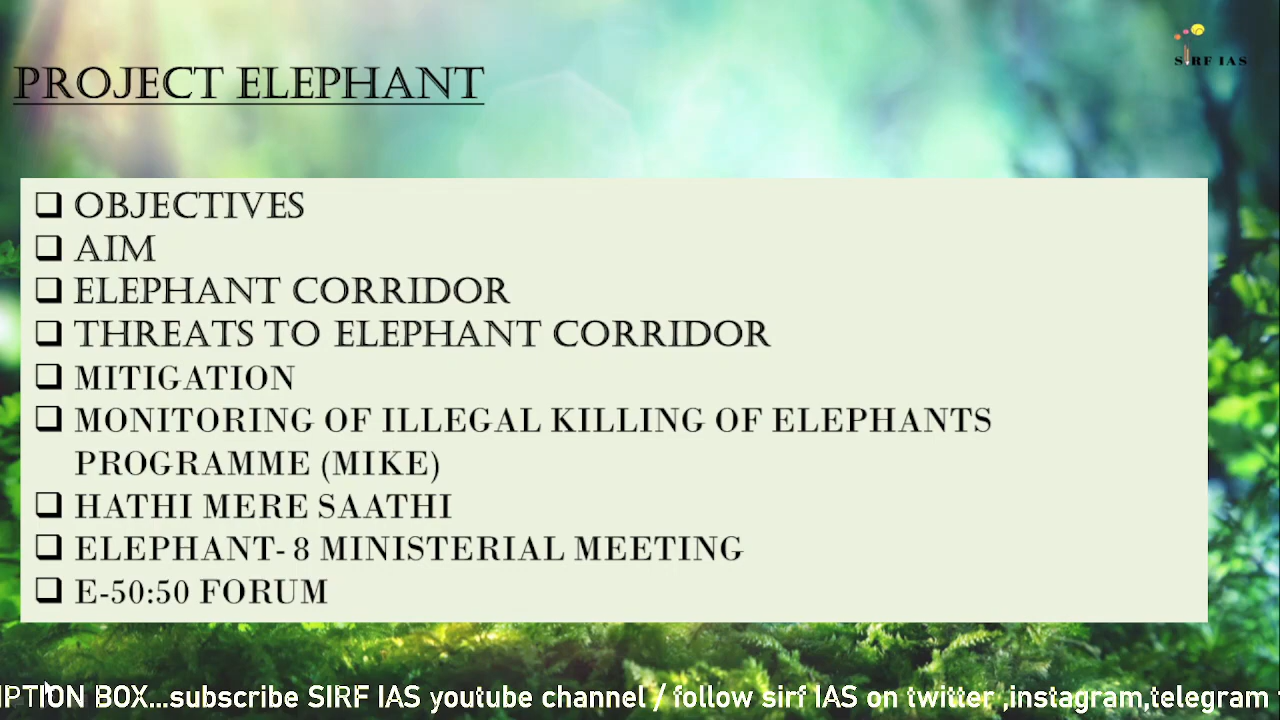 SIRF IAS
PROJECT ELEPHANT
❑ OBJECTIVES
❑ AIM
❑ ELEPHANT CORRIDOR
❑ THREATS TO ELEPHANT CORRIDOR
❑ MITIGATION
❑ MONITORING OF ILLEGAL KILLING OF ELEPHANTS
PROGRAMME (MIKE)
❑ HATHI MERE SAATHI
❑ ELEPHANT- 8 MINISTERIAL MEETING
❑ E-50:50 FORUM
IPTION BOX...subscribe SIRF IAS youtube channel / follow sirf IAS on twitter ,instagram,telegram